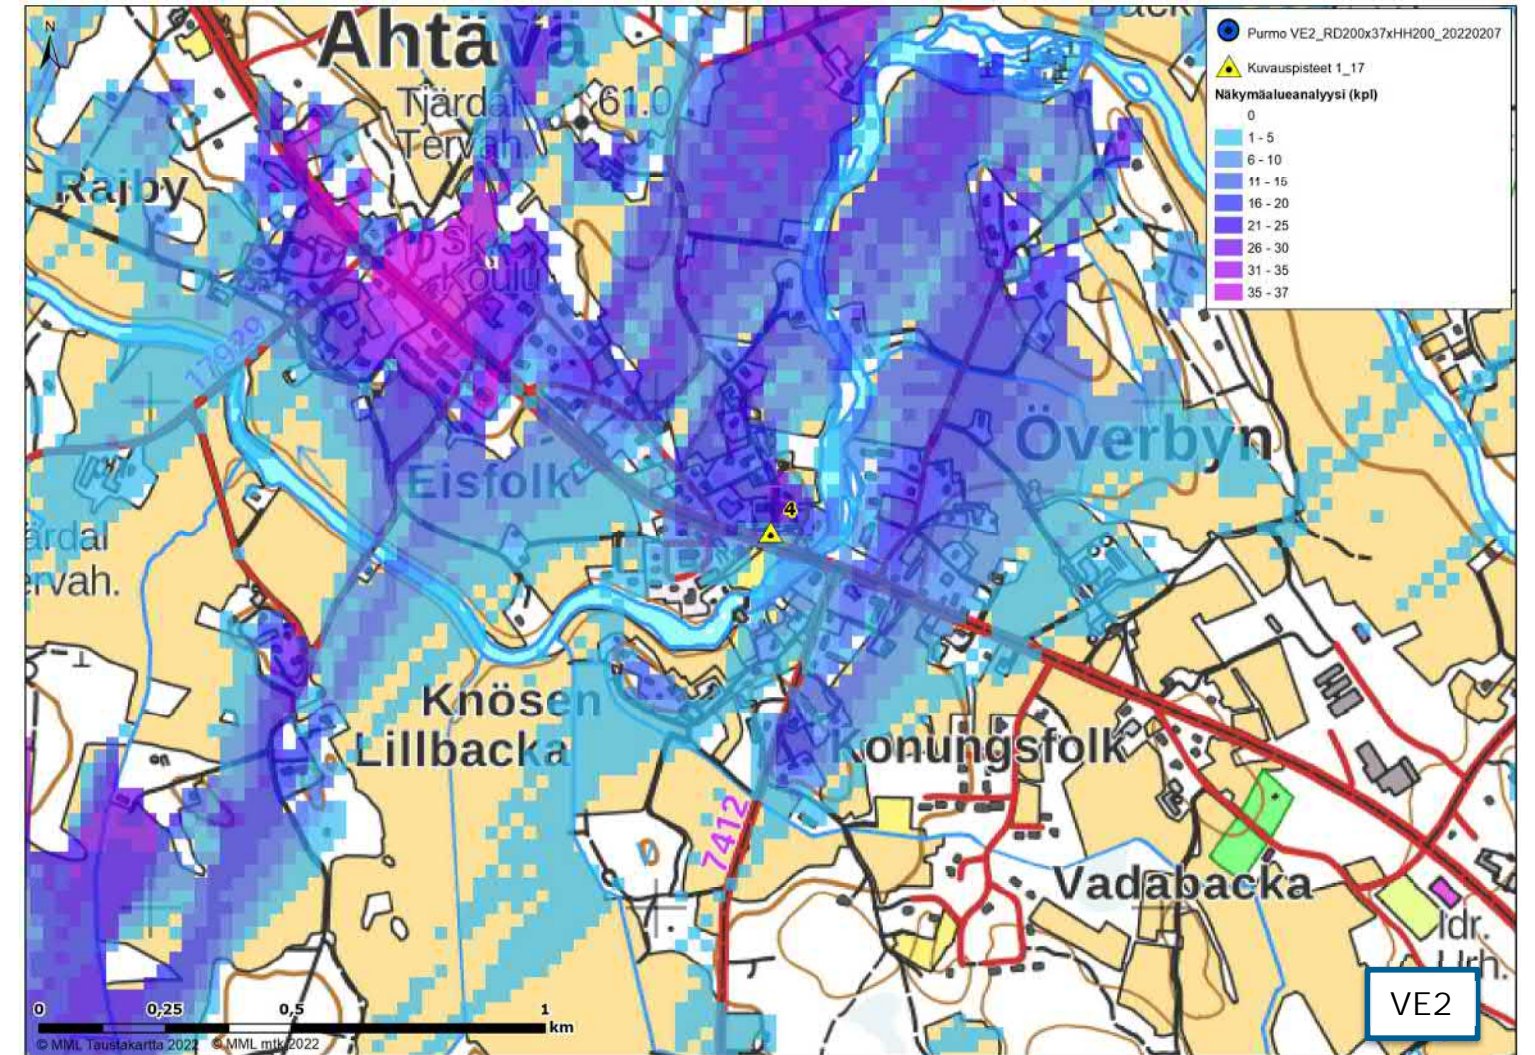 N
Ahtävä
Tjärdal
Tervah.
61.0
Rajby
Sk
Koulu
17939
Eisfolk
4
Överbyn
ärdal
ervah.
Knösen
Lillbacka
Konungsfolk
7412
Vadabacka
Idr.
Urh.
Purmo VE2_RD200x37xHH200_20220207
Kuvauspisteet 1_17
Näkymäalueanalyysi (kpl)
0
1 - 5
6 - 10
11 - 15
16 - 20
21 - 25
26 - 30
31 - 35
35 - 37
VE2
0 0,25 0,5 1
km
© MML Taustakartta 2022 © MML mtk 2022